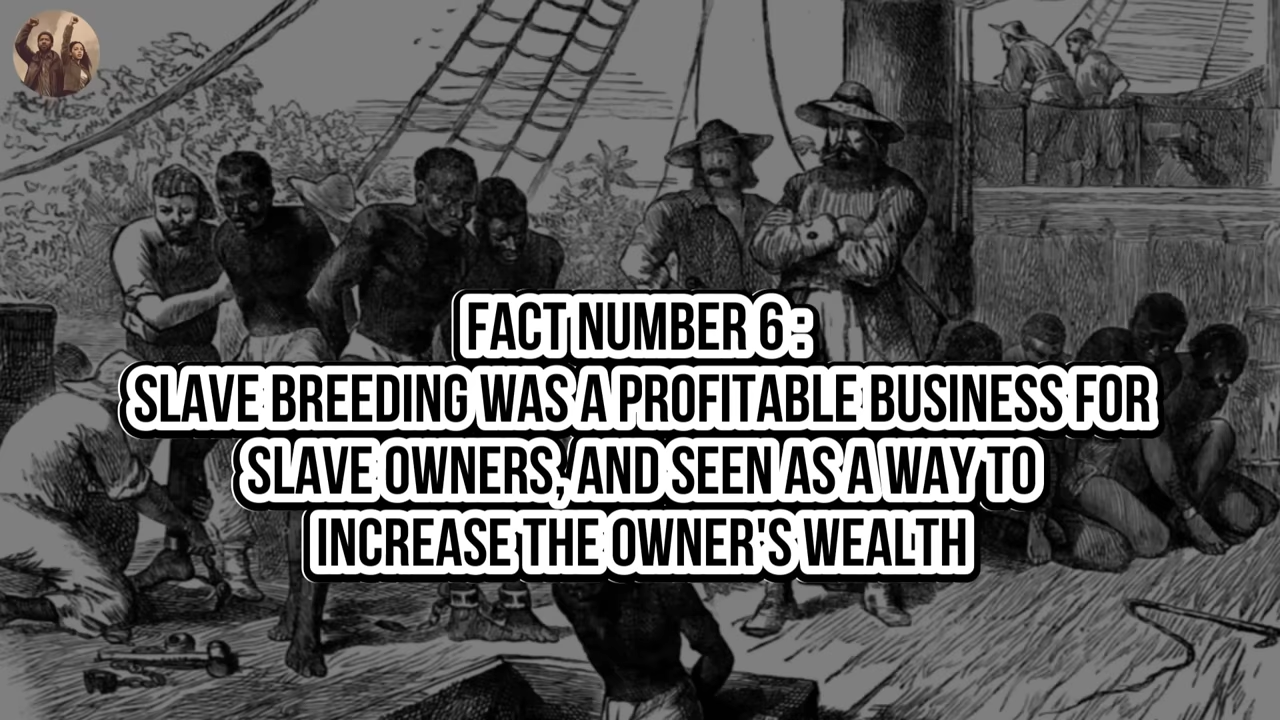 FACT NUMBER 6 :
SLAVE BREEDING WAS A PROFITABLE BUSINESS FOR
SLAVE OWNERS, AND SEEN AS A WAY TO
INCREASE THE OWNER'S WEALTH